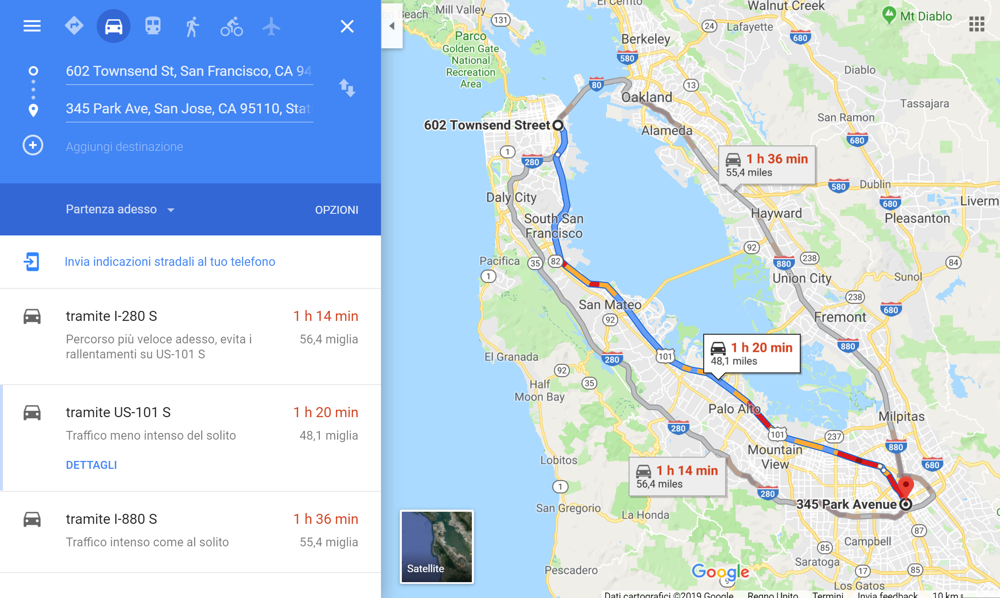 602 Townsend St, San Francisco, CA 94
345 Park Ave, San Jose, CA 95110, Stati
Aggiungi destinazione
Partenza adesso
OPZIONI
Invia indicazioni stradali al tuo telefono
tramite I-280 S
1 h 14 min
Percorso più veloce adesso, evita i
rallentamenti su US-101 S
56,4 miglia
tramite US-101 S
1 h 20 min
Traffico meno intenso del solito
48,1 miglia
DETTAGLI
tramite I-880 S
1 h 36 min
Traffico intenso come al solito
55,4 miglia
Beach
Mill Valley
131
El Cerrito
Walnut Creek
Mt Diablo
24
Lafayette
680
Parco
Golden Gate
National
Recreation
Area
Berkeley
580
Diablo
80
13
Oakland
Tassajara
San Ramon
602 Townsend Street
Alameda
680
1
280
1 h 36 min
55,4 miles
580
Dublin
Daly City
680
Liverm
Hayward
Pleasanton
South San
Francisco
92
Pacifica
35
82
238
880
84
1
Union City
Sunol
238
San Mateo
680
92
Fremont
1 h 20 min
48,1 miles
880
El Granada
280
101
92
35
Half
Moon Bay
Palo Alto
Milpitas
280
101
237
880
Mountain
View
Lobitos
680
1 h 14 min
56,4 miles
1
280
345 Park Avenue
San Gregorio
La Honda
87
Campbell
85
Saratoga
Satellite
Pescadero
Google
9
17
85
Los Gatos
Dati cartografici ©2019 Google
Regno Unito
Termini
Invia feedback
10 km